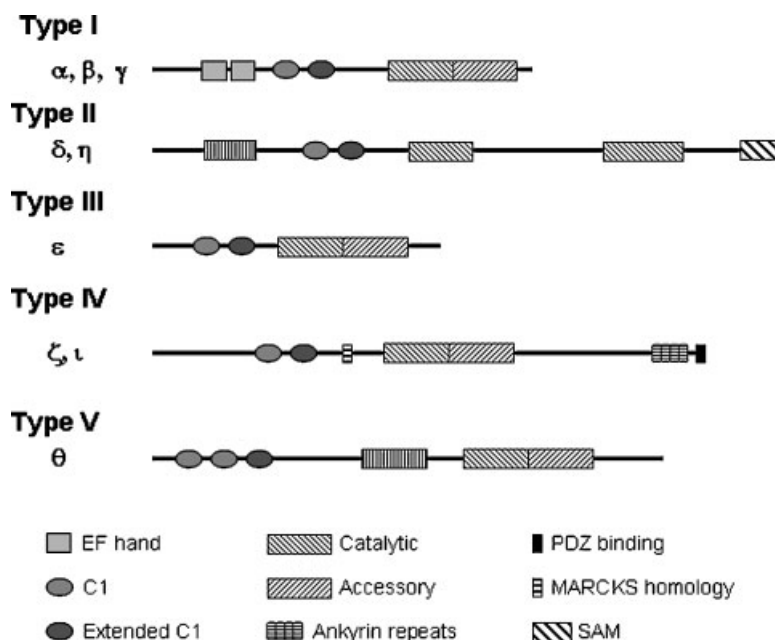 Type I
α, β, γ
Type II
δ, η
Type III
ε
Type IV
ζ, ι
Type V
θ
EF hand
Catalytic
PDZ binding
C1
Accessory
MARCKS homology
Extended C1
Ankyrin repeats
SAM